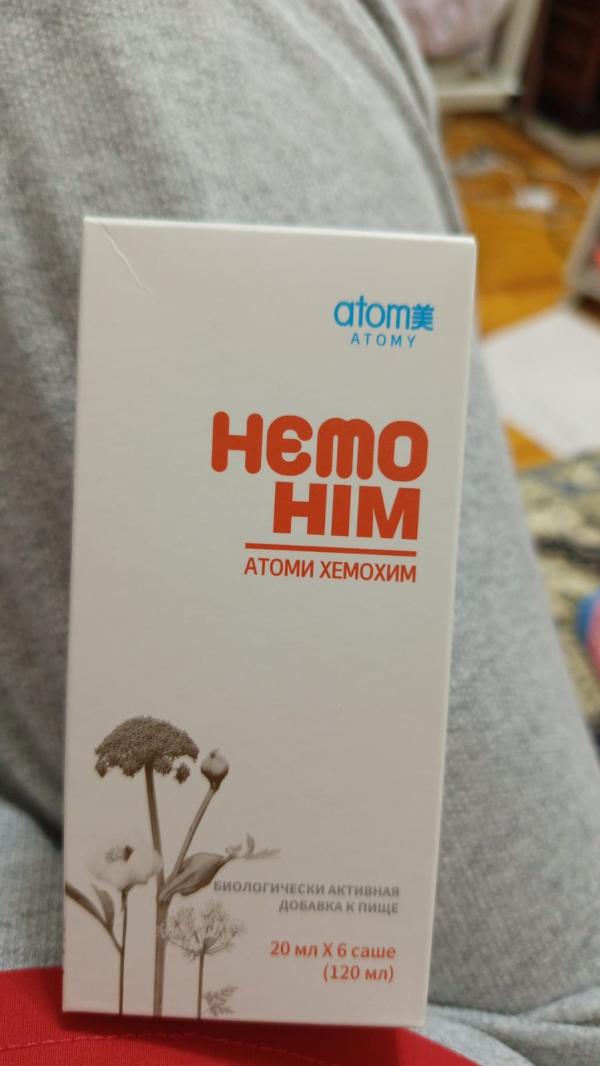 atom美
ATOMY
HEMO
HIM
АТОМИ ХЕМОХИМ
БИОЛОГИЧЕСКИ АКТИВНАЯ
ДОБАВКА К ПИЩЕ
20 мл X 6 саше
(120 мл)